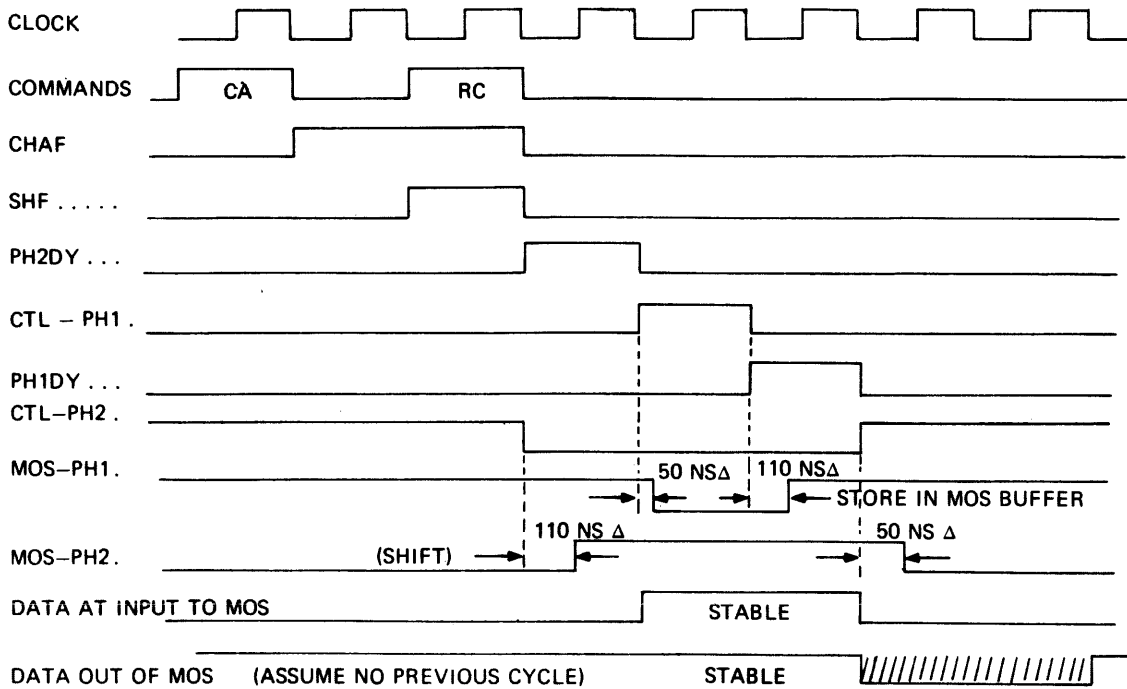 CLOCK
COMMANDS CA RC
CHAF
SHF .....
PH2DY ...
CTL – PH1 .
PH1DY ...
CTL–PH2 .
MOS–PH1. 50 NSΔ 110 NSΔ
STORE IN MOS BUFFER
110 NS Δ 50 NS Δ
MOS–PH2. (SHIFT)
DATA AT INPUT TO MOS STABLE
DATA OUT OF MOS (ASSUME NO PREVIOUS CYCLE) STABLE